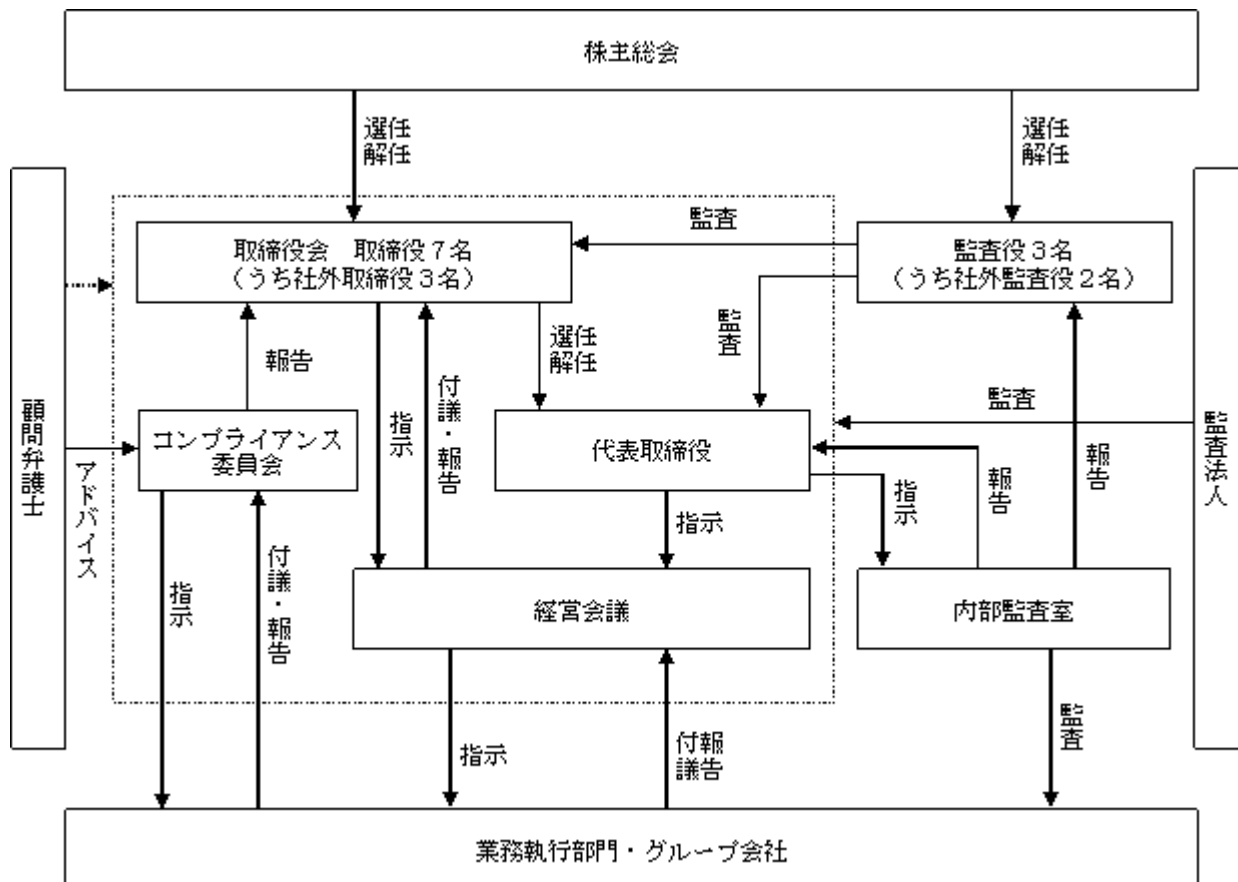 株主総会
選任
解任
選任
解任
監査
取締役会　取締役７名
（うち社外取締役３名）
監査役３名
（うち社外監査役２名）
監査
選任
解任
報告
付議・報告
指示
顧問弁護士
アドバイス
コンプライアンス
委員会
代表取締役
監査
監査法人
報告
報告
指示
指示
指示
付議・報告
経営会議
内部監査室
指示
付報
議告
監査
業務執行部門・グループ会社